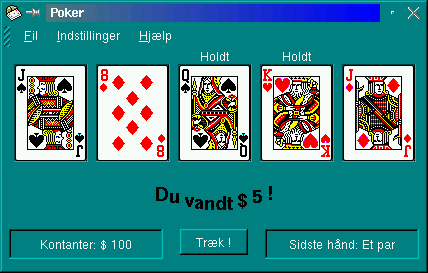 Poker
Fil Indstillinger Hjælp
Holdt Holdt
J 8 Q K J
J 8 Q K J
Du vandt $ 5 !
Kontanter: $ 100 Træk ! Sidste hånd: Et par